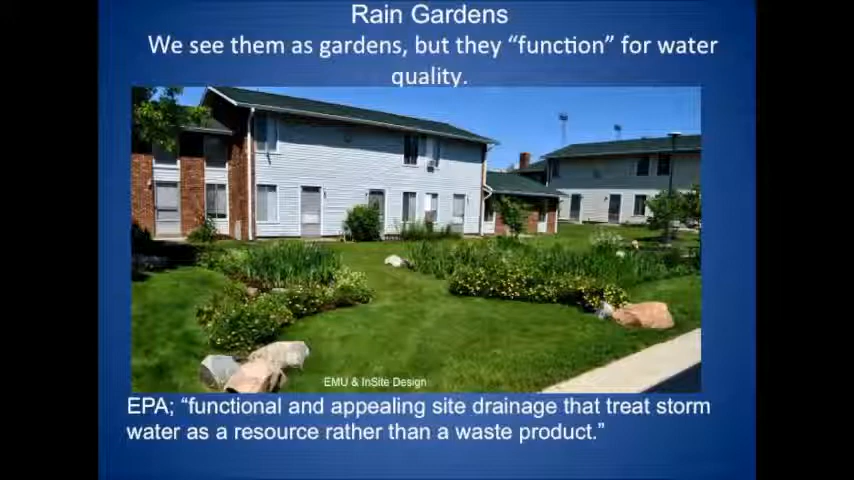 Rain Gardens
We see them as gardens, but they “function” for water
quality.
EMU & InSite Design
EPA; “functional and appealing site drainage that treat storm
water as a resource rather than a waste product.”